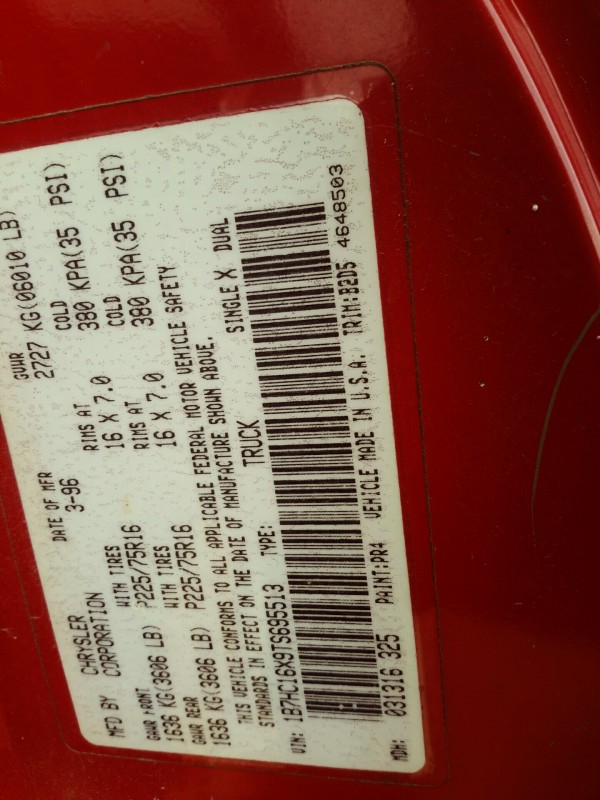 MFD BY CHRYSLER CORPORATION DATE OF MFR 3-96 GVWR 2727 KG(06010 LB)
GAWR FRONT WITH TIRES RIMS AT COLD
1636 KG(3606 LB) P225/75R16 16 X 7.0 380 KPA(35 PSI)
GAWR REAR WITH TIRES RIMS AT COLD
1636 KG(3606 LB) P225/75R16 16 X 7.0 380 KPA(35 PSI)
THIS VEHICLE CONFORMS TO ALL APPLICABLE FEDERAL MOTOR VEHICLE SAFETY
STANDARDS IN EFFECT ON THE DATE OF MANUFACTURE SHOWN ABOVE.
VIN: 1B7HC16X9TS695513 TYPE: TRUCK SINGLE X DUAL
MDH: 031316 325 PAINT:PR4 VEHICLE MADE IN U.S.A. TRIM:B2D5 4648503